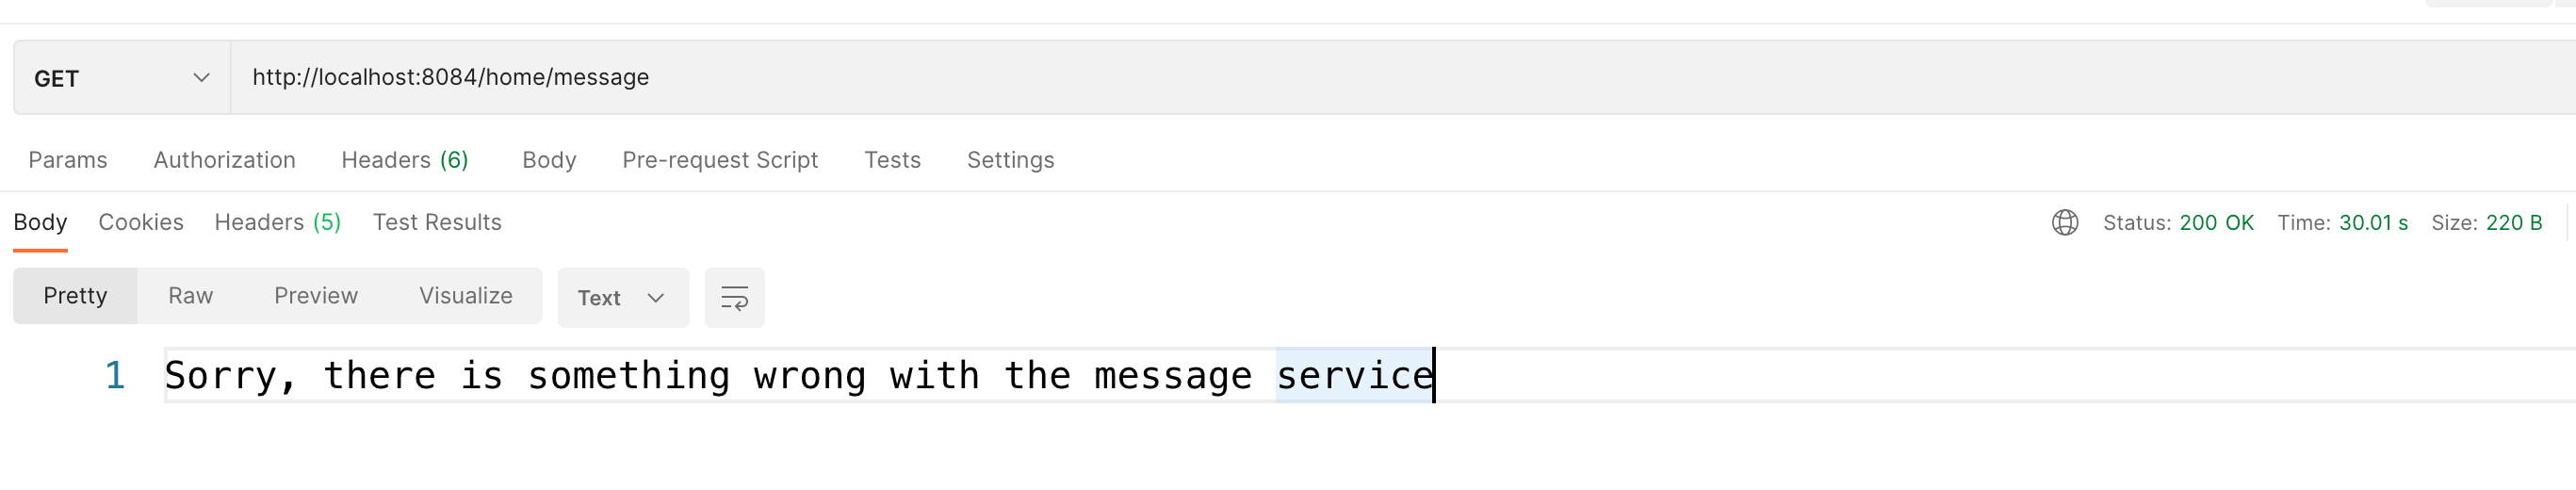 GET http://localhost:8084/home/message
Params Authorization Headers (6) Body Pre-request Script Tests Settings
Body Cookies Headers (5) Test Results Status: 200 OK Time: 30.01 s Size: 220 B
Pretty Raw Preview Visualize Text
1 Sorry, there is something wrong with the message service